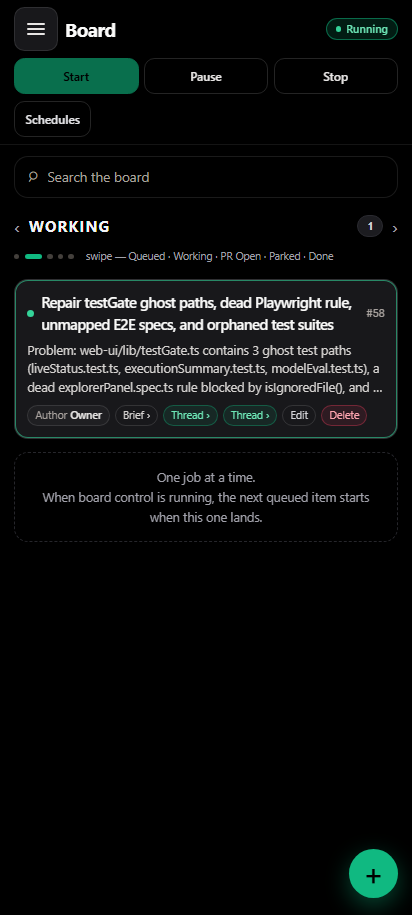 Board
Running
Start
Pause
Stop
Schedules
Search the board
‹ WORKING 1 ›
swipe — Queued · Working · PR Open · Parked · Done
Repair testGate ghost paths, dead Playwright rule,
unmapped E2E specs, and orphaned test suites
#58
Problem: web-ui/lib/testGate.ts contains 3 ghost test paths
(liveStatus.test.ts, executionSummary.test.ts, modelEval.test.ts), a
dead explorerPanel.spec.ts rule blocked by isIgnoredFile(), and ...
Author Owner
Brief ›
Thread ›
Thread ›
Edit
Delete
One job at a time.
When board control is running, the next queued item starts
when this one lands.
+